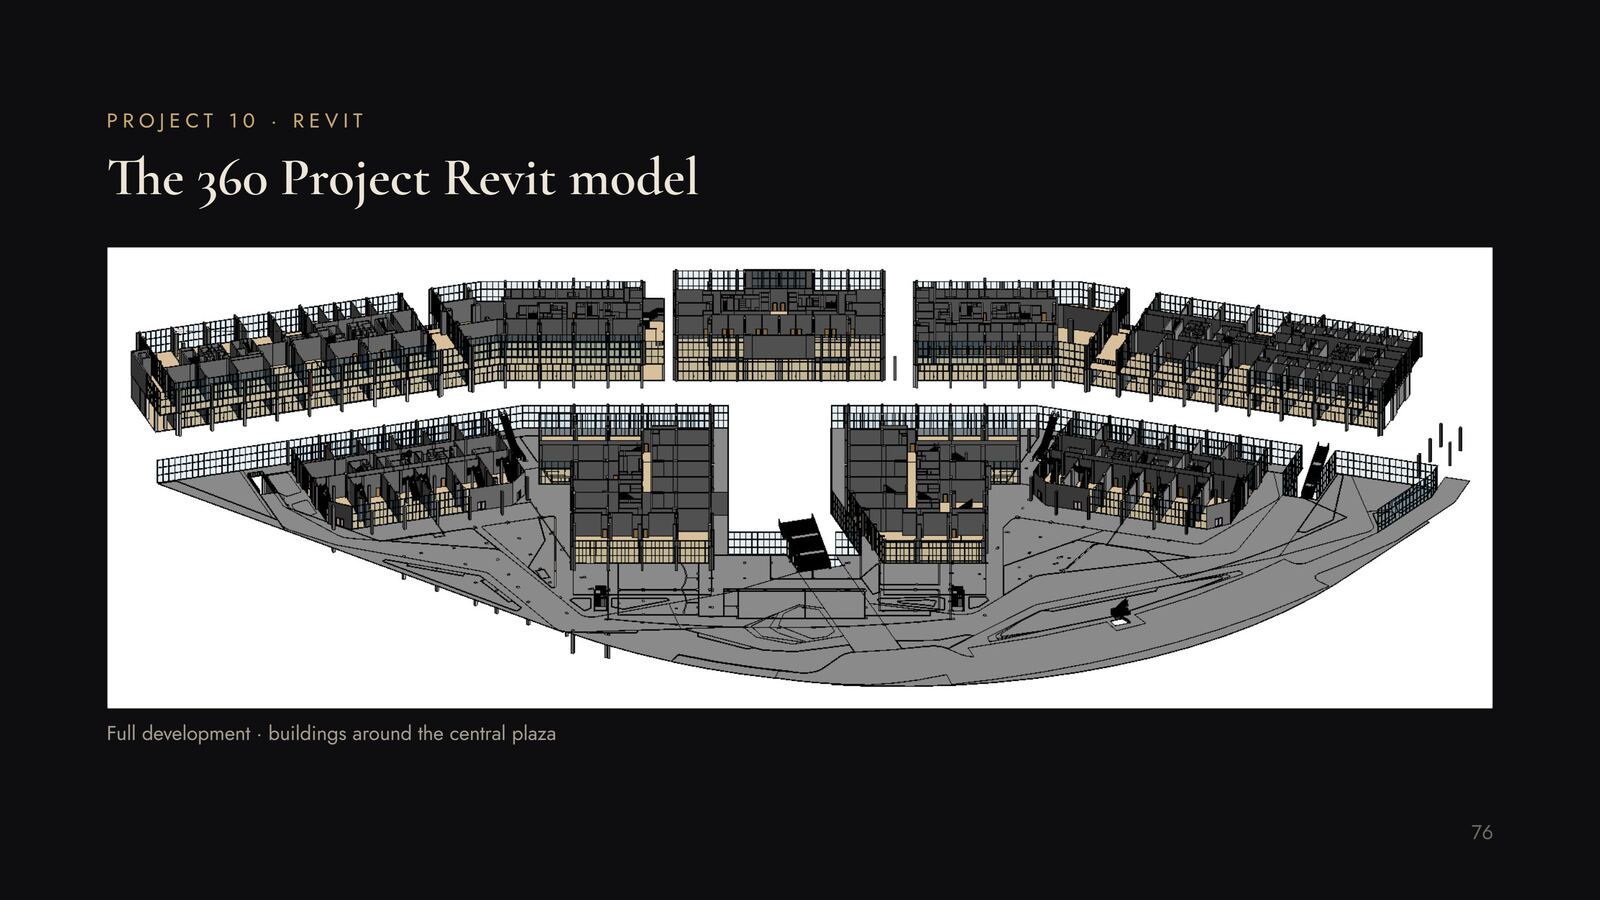 PROJECT 10 · REVIT
The 360 Project Revit model
Full development · buildings around the central plaza
76